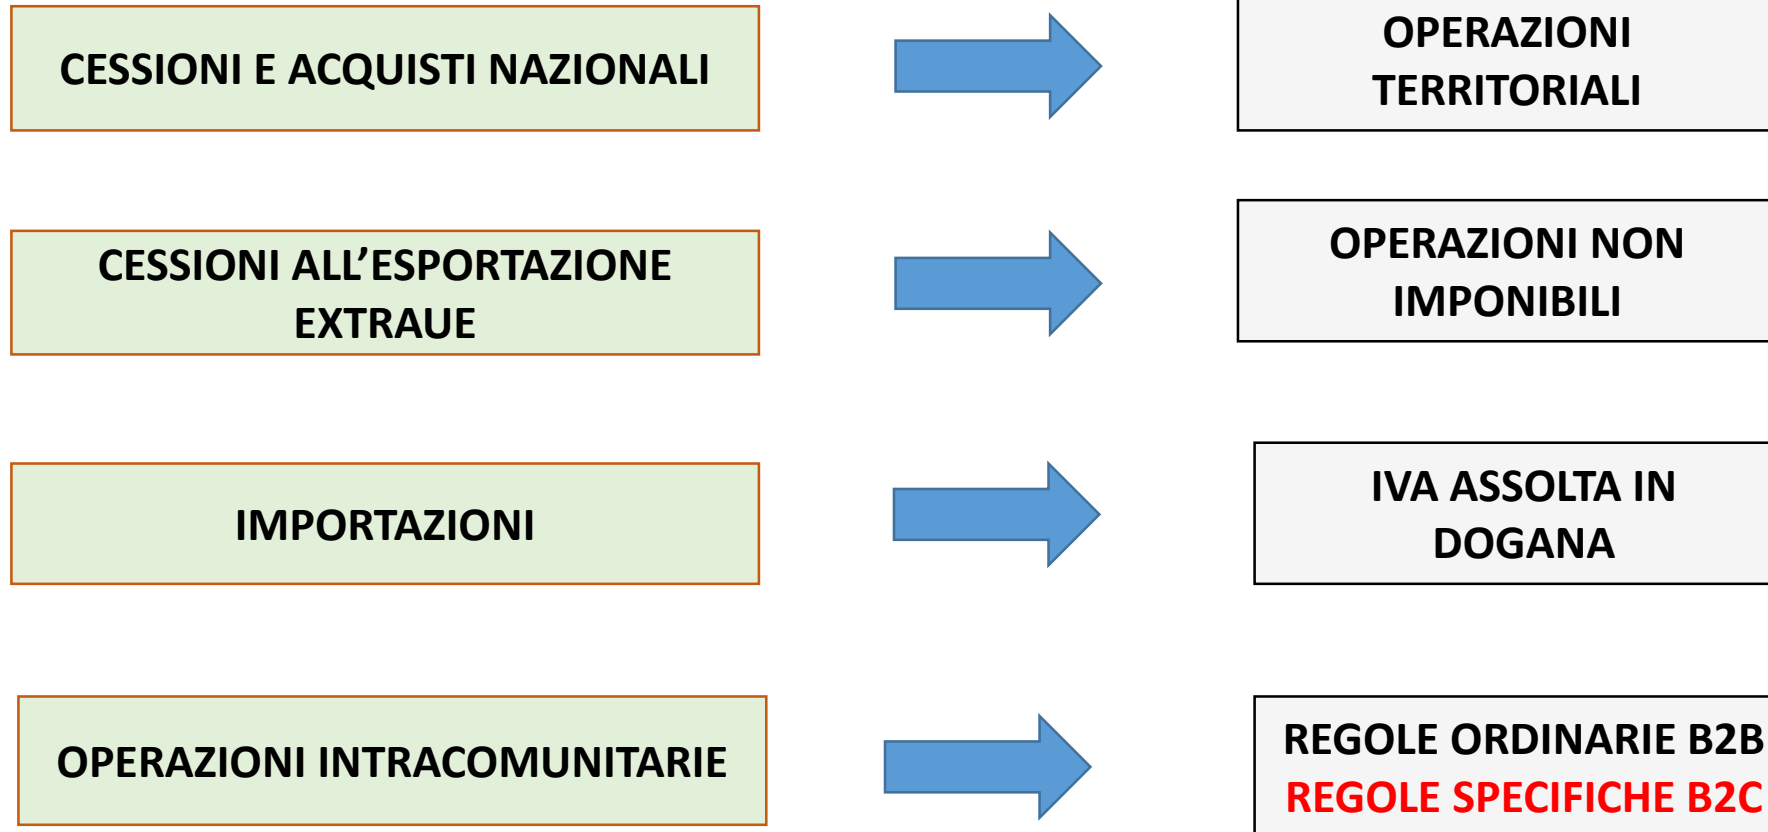 CESSIONI E ACQUISTI NAZIONALI
OPERAZIONI
TERRITORIALI
CESSIONI ALL'ESPORTAZIONE
EXTRAUE
OPERAZIONI NON
IMPONIBILI
IMPORTAZIONI
IVA ASSOLTA IN
DOGANA
OPERAZIONI INTRACOMUNITARIE
REGOLE ORDINARIE B2B
REGOLE SPECIFICHE B2C